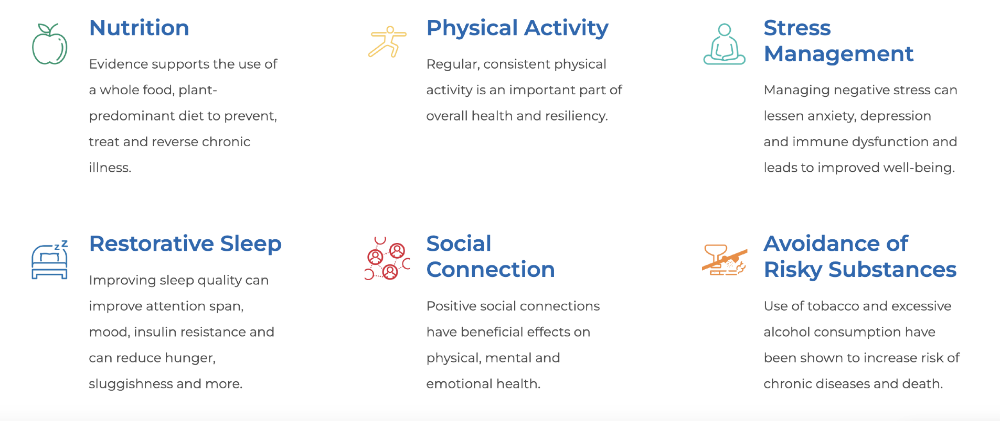 Nutrition
Evidence supports the use of
a whole food, plant-
predominant diet to prevent,
treat and reverse chronic
illness.
Physical Activity
Regular, consistent physical
activity is an important part of
overall health and resiliency.
Stress
Management
Managing negative stress can
lessen anxiety, depression
and immune dysfunction and
leads to improved well-being.
z z
Restorative Sleep
Improving sleep quality can
improve attention span,
mood, insulin resistance and
can reduce hunger,
sluggishness and more.
Social
Connection
Positive social connections
have beneficial effects on
physical, mental and
emotional health.
Avoidance of
Risky Substances
Use of tobacco and excessive
alcohol consumption have
been shown to increase risk of
chronic diseases and death.